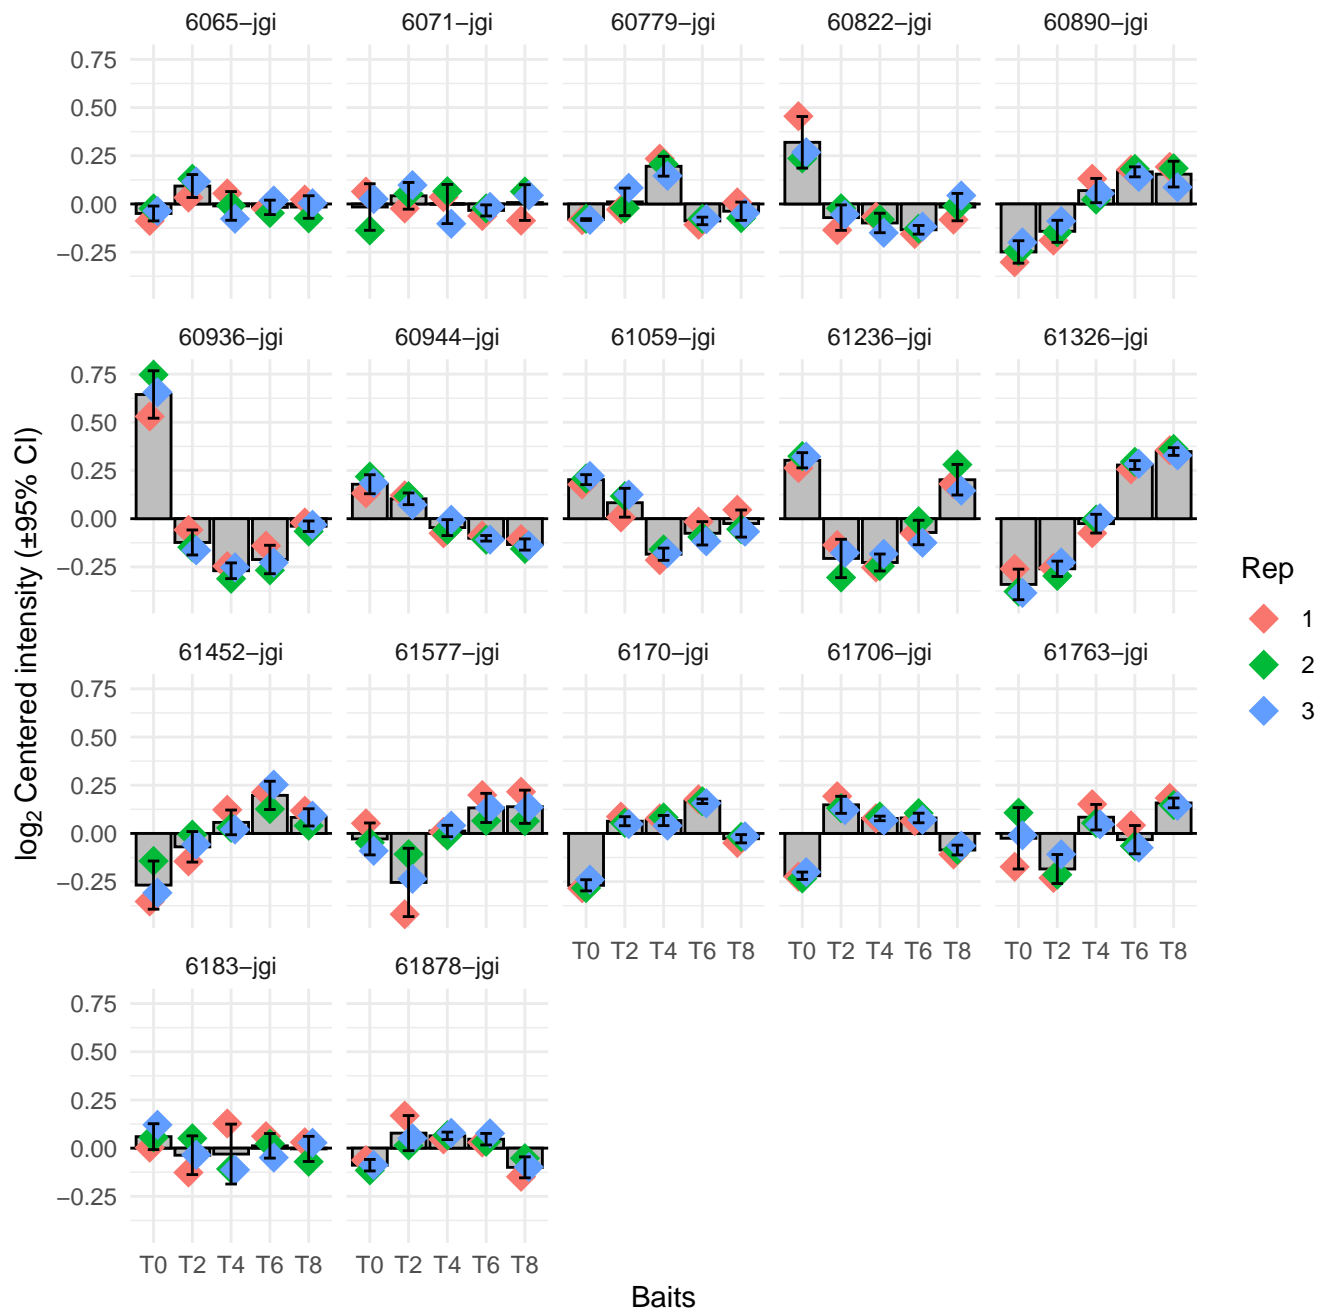 6065−jgi 6071−jgi 60779−jgi 60822−jgi 60890−jgi
0.75
0.50
0.25
0.00
−0.25
60936−jgi 60944−jgi 61059−jgi 61236−jgi 61326−jgi
0.75
0.50
0.25
0.00
−0.25
61452−jgi 61577−jgi 6170−jgi 61706−jgi 61763−jgi
0.75
0.50
0.25
0.00
−0.25
T0 T2 T4 T6 T8 T0 T2 T4 T6 T8 T0 T2 T4 T6 T8
6183−jgi 61878−jgi
0.75
0.50
0.25
0.00
−0.25
T0 T2 T4 T6 T8 T0 T2 T4 T6 T8
Baits
log₂ Centered intensity (±95% CI)
Rep
1
2
3